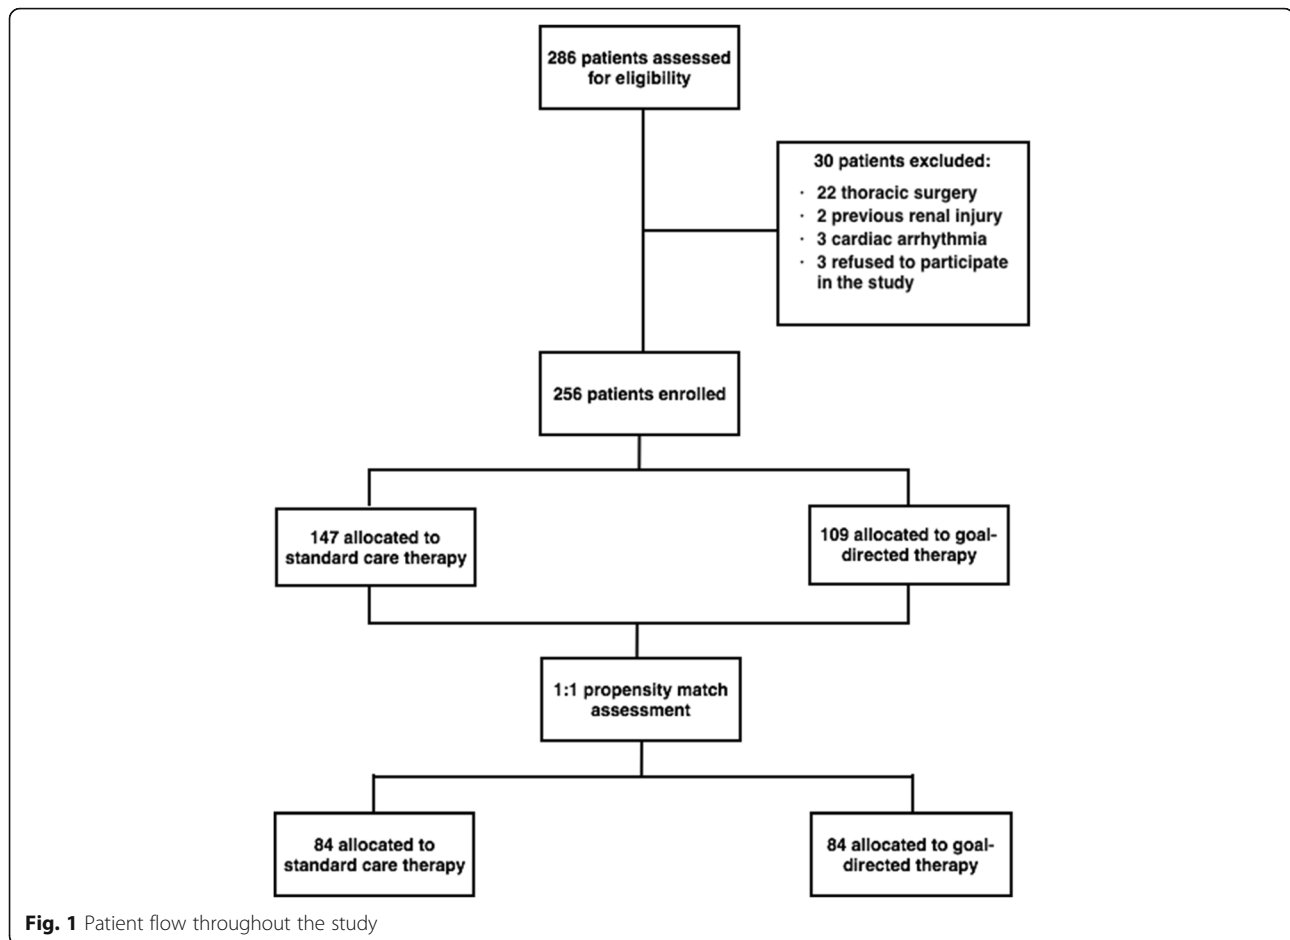 286 patients assessed
for eligibility
30 patients excluded:
· 22 thoracic surgery
· 2 previous renal injury
· 3 cardiac arrhythmia
· 3 refused to participate
in the study
256 patients enrolled
147 allocated to
standard care therapy
109 allocated to goal-
directed therapy
1:1 propensity match
assessment
84 allocated to
standard care therapy
84 allocated to goal-
directed therapy
Fig. 1 Patient flow throughout the study